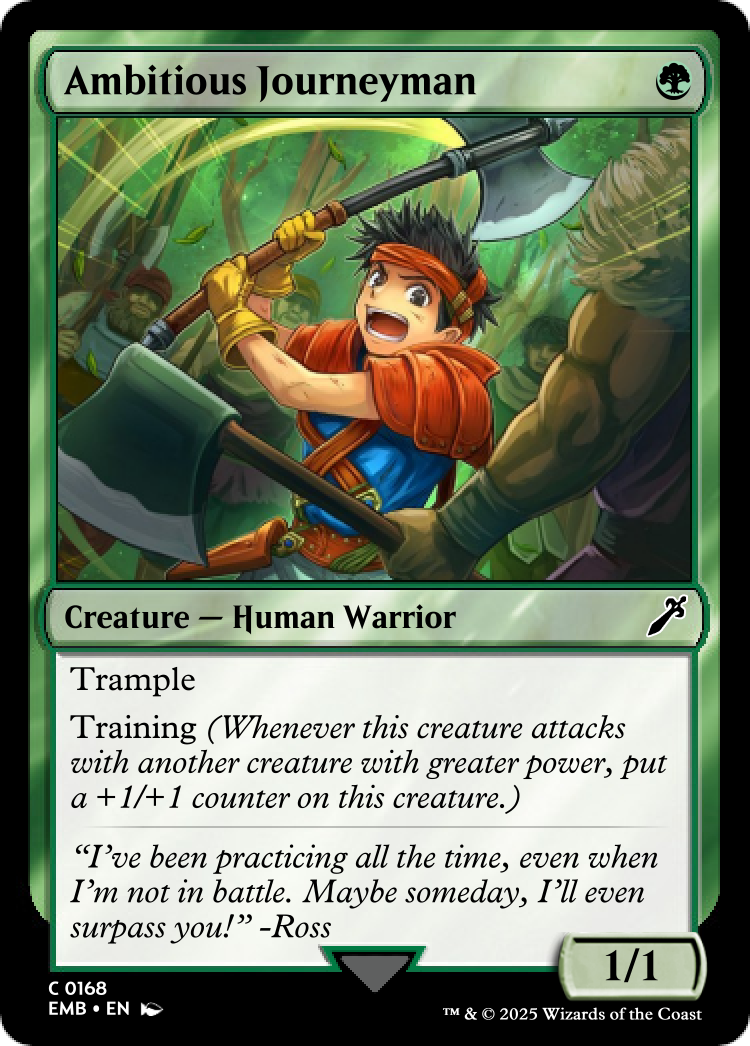 Ambitious Journeyman
Creature — Human Warrior
Trample
Training (Whenever this creature attacks
with another creature with greater power, put
a +1/+1 counter on this creature.)
“I’ve been practicing all the time, even when
I’m not in battle. Maybe someday, I’ll even
surpass you!” -Ross
1/1
C 0168
EMB • EN
™ & © 2025 Wizards of the Coast